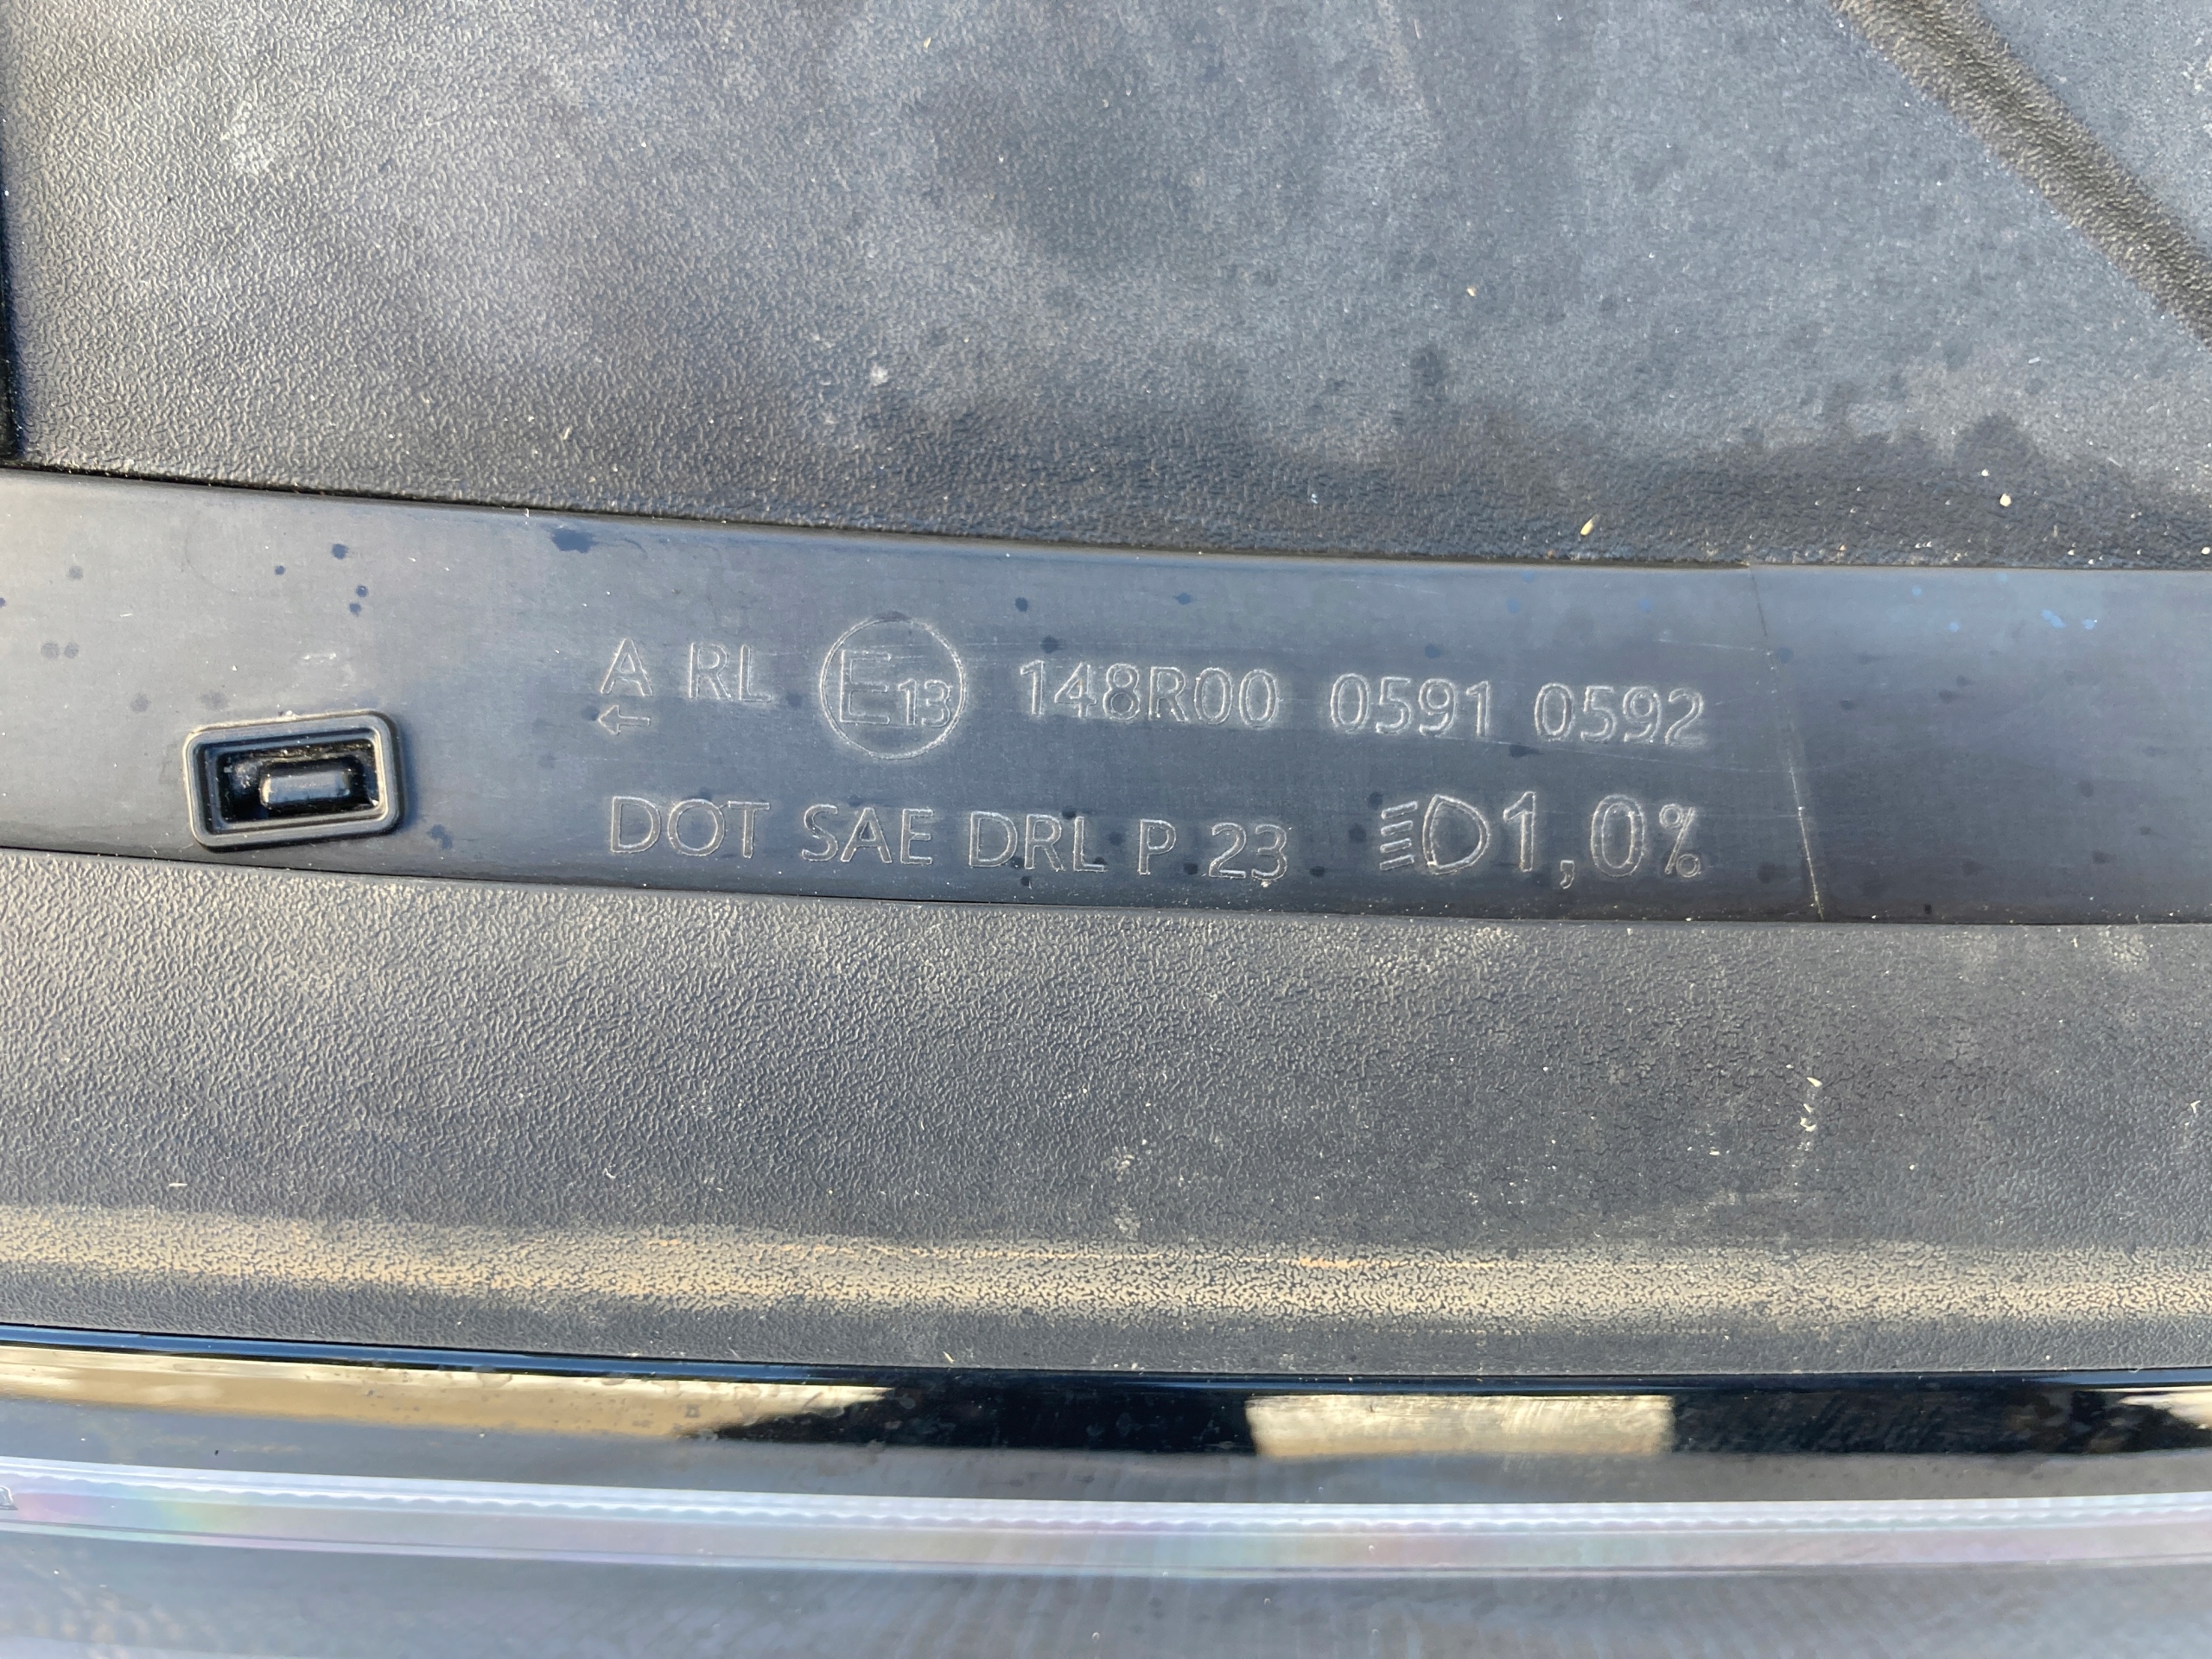 A RL E13 148R00 0591 0592
←
DOT SAE DRL P 23 1,0%